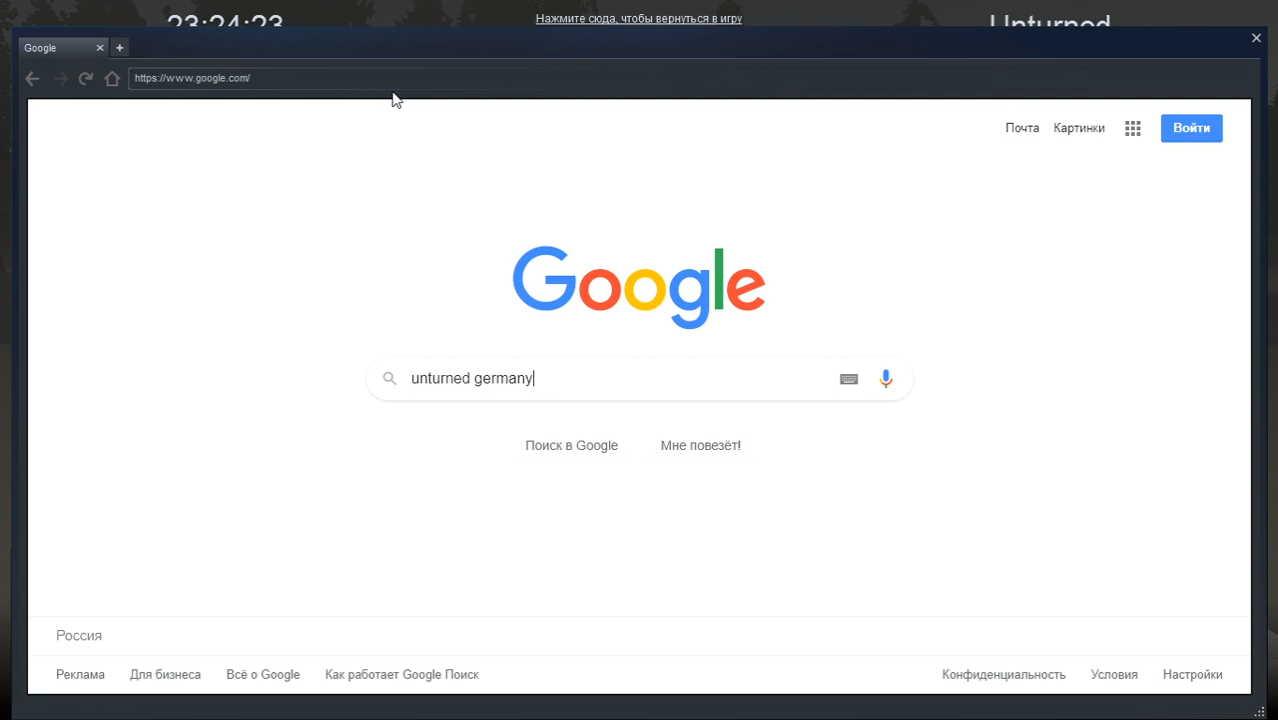 23:24:23
Нажмите сюда, чтобы вернуться в игру
Unturned
Google
https://www.google.com/
Почта Картинки Войти
Google
unturned germany
Поиск в Google Мне повезёт!
Россия
Реклама Для бизнеса Всё о Google Как работает Google Поиск Конфиденциальность Условия Настройки